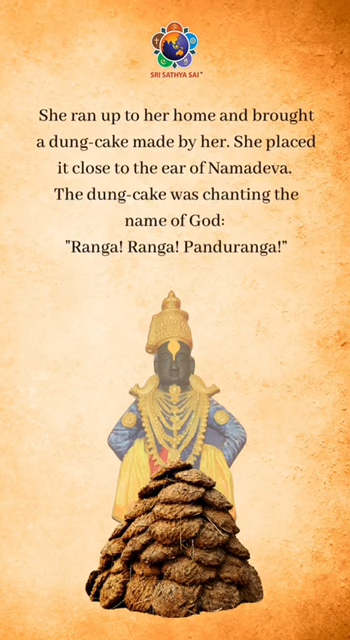 SRI SATHYA SAI™
She ran up to her home and brought
a dung-cake made by her. She placed
it close to the ear of Namadeva.
The dung-cake was chanting the
name of God:
"Ranga! Ranga! Panduranga!”